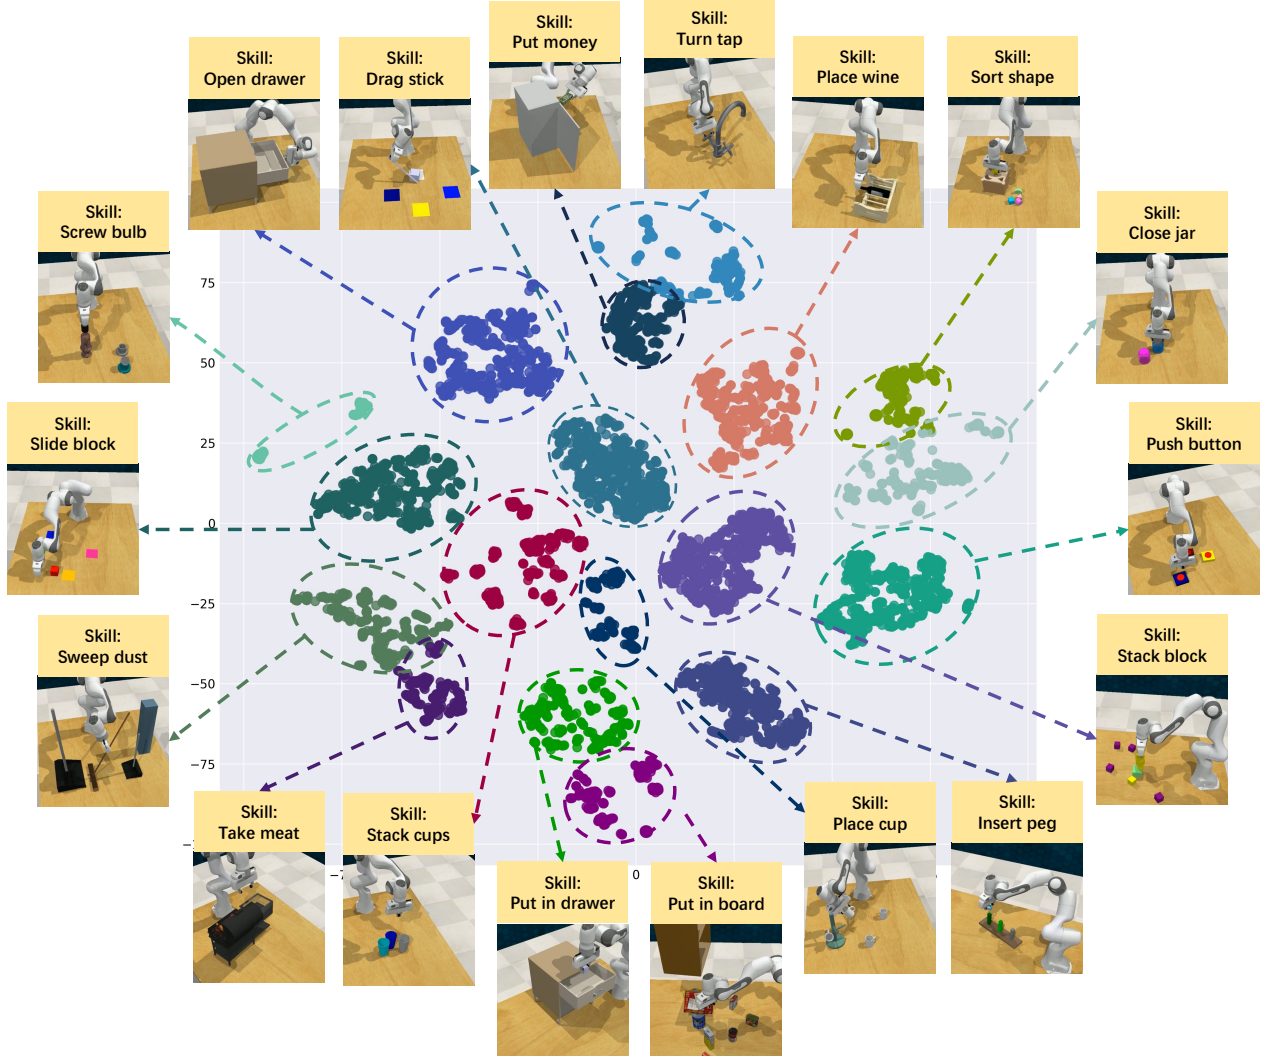 Skill:
Put money
Skill:
Turn tap
Skill:
Open drawer
Skill:
Drag stick
Skill:
Place wine
Skill:
Sort shape
Skill:
Screw bulb
Skill:
Close jar
75
50
Skill:
Slide block
Skill:
Push button
25
0
−25
Skill:
Sweep dust
Skill:
Stack block
−50
−75
Skill:
Take meat
Skill:
Stack cups
Skill:
Place cup
Skill:
Insert peg
0
Skill:
Put in drawer
Skill:
Put in board